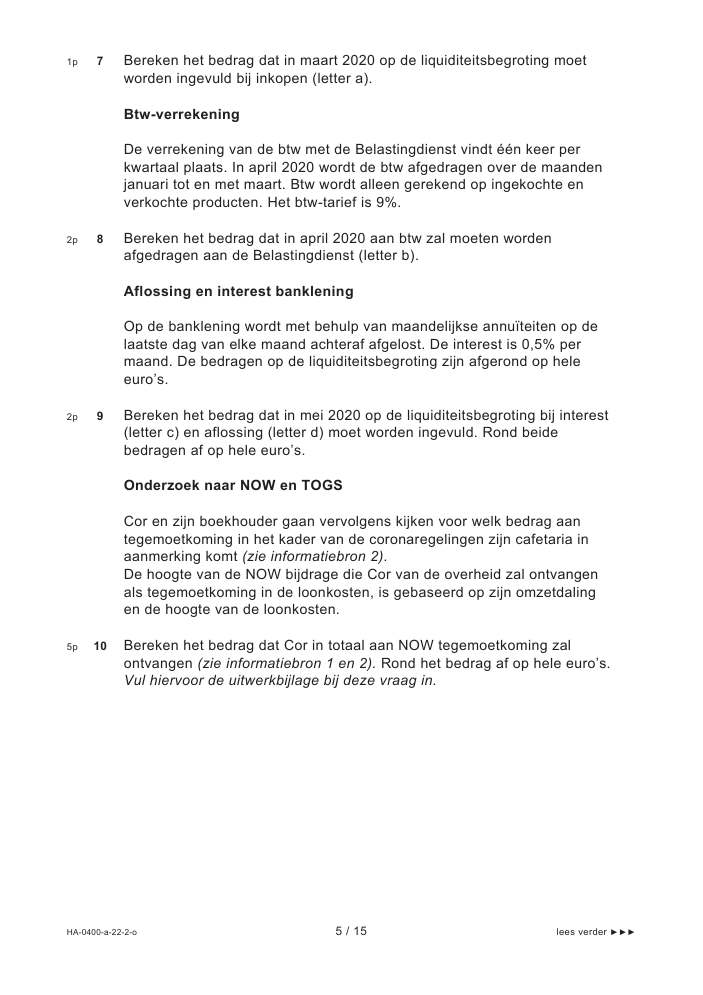 1p 7 Bereken het bedrag dat in maart 2020 op de liquiditeitsbegroting moet
worden ingevuld bij inkopen (letter a).
Btw-verrekening
De verrekening van de btw met de Belastingdienst vindt één keer per
kwartaal plaats. In april 2020 wordt de btw afgedragen over de maanden
januari tot en met maart. Btw wordt alleen gerekend op ingekochte en
verkochte producten. Het btw-tarief is 9%.
2p 8 Bereken het bedrag dat in april 2020 aan btw zal moeten worden
afgedragen aan de Belastingdienst (letter b).
Aflossing en interest banklening
Op de banklening wordt met behulp van maandelijkse annuïteiten op de
laatste dag van elke maand achteraf afgelost. De interest is 0,5% per
maand. De bedragen op de liquiditeitsbegroting zijn afgerond op hele
euro's.
2p 9 Bereken het bedrag dat in mei 2020 op de liquiditeitsbegroting bij interest
(letter c) en aflossing (letter d) moet worden ingevuld. Rond beide
bedragen af op hele euro's.
Onderzoek naar NOW en TOGS
Cor en zijn boekhouder gaan vervolgens kijken voor welk bedrag aan
tegemoetkoming in het kader van de coronaregelingen zijn cafetaria in
aanmerking komt (zie informatiebron 2).
De hoogte van de NOW bijdrage die Cor van de overheid zal ontvangen
als tegemoetkoming in de loonkosten, is gebaseerd op zijn omzetdaling
en de hoogte van de loonkosten.
5p 10 Bereken het bedrag dat Cor in totaal aan NOW tegemoetkoming zal
ontvangen (zie informatiebron 1 en 2). Rond het bedrag af op hele euro's.
Vul hiervoor de uitwerkbijlage bij deze vraag in.
HA-0400-a-22-2-o 5 / 15 lees verder ►►►